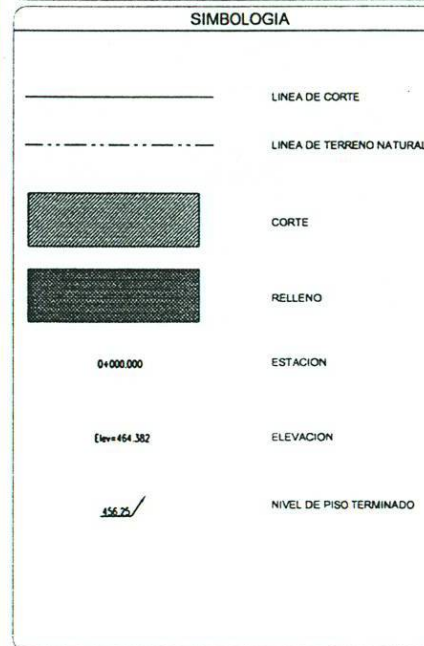 SIMBOLOGIA
LINEA DE CORTE
LINEA DE TERRENO NATURAL
CORTE
RELLENO
0+000.000 ESTACION
Elev=464.382 ELEVACION
456.25 NIVEL DE PISO TERMINADO